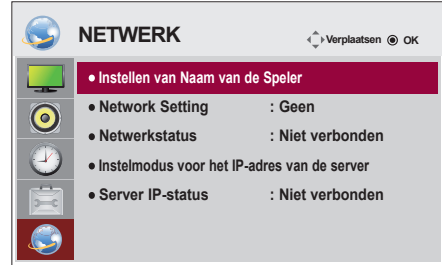 NETWERK
Verplaatsen OK
• Instellen van Naam van de Speler
• Network Setting : Geen
• Netwerkstatus : Niet verbonden
• Instelmodus voor het IP-adres van de server
• Server IP-status : Niet verbonden